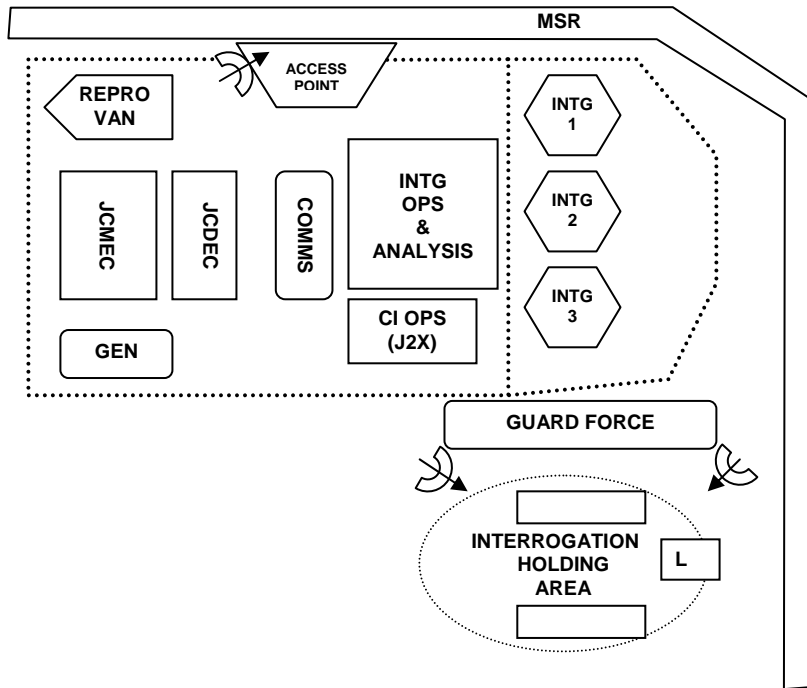 MSR
ACCESS
POINT
REPRO
VAN
INTG
1
JCMEC
JCDEC
COMMS
INTG
OPS
&
ANALYSIS
INTG
2
INTG
3
CI OPS
(J2X)
GEN
GUARD FORCE
INTERROGATION
HOLDING
AREA
L